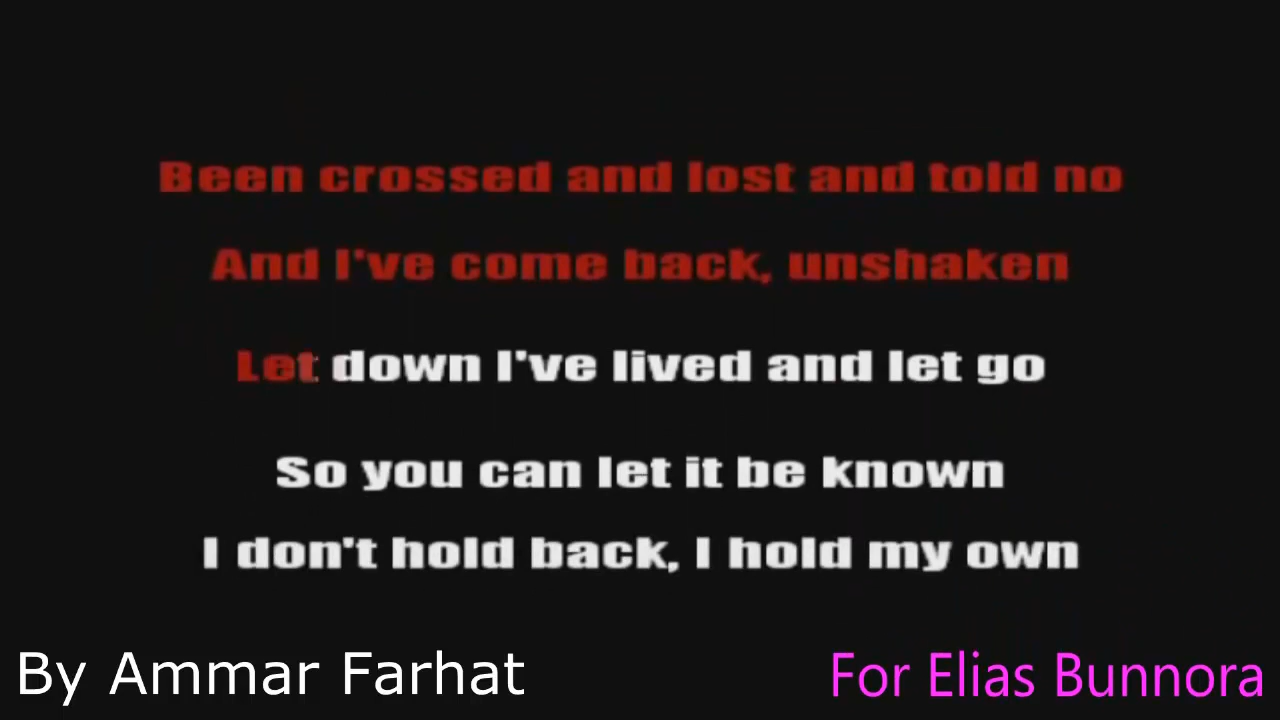 Been crossed and lost and told no
And I've come back, unshaken
Let down I've lived and let go
So you can let it be known
I don't hold back, I hold my own
By Ammar Farhat
For Elias Bunnora